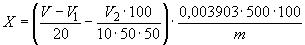 X = (V − V₁ / 20 − V₂ · 100 / 10 · 50 · 50) · 0,003903 · 500 · 100 / m